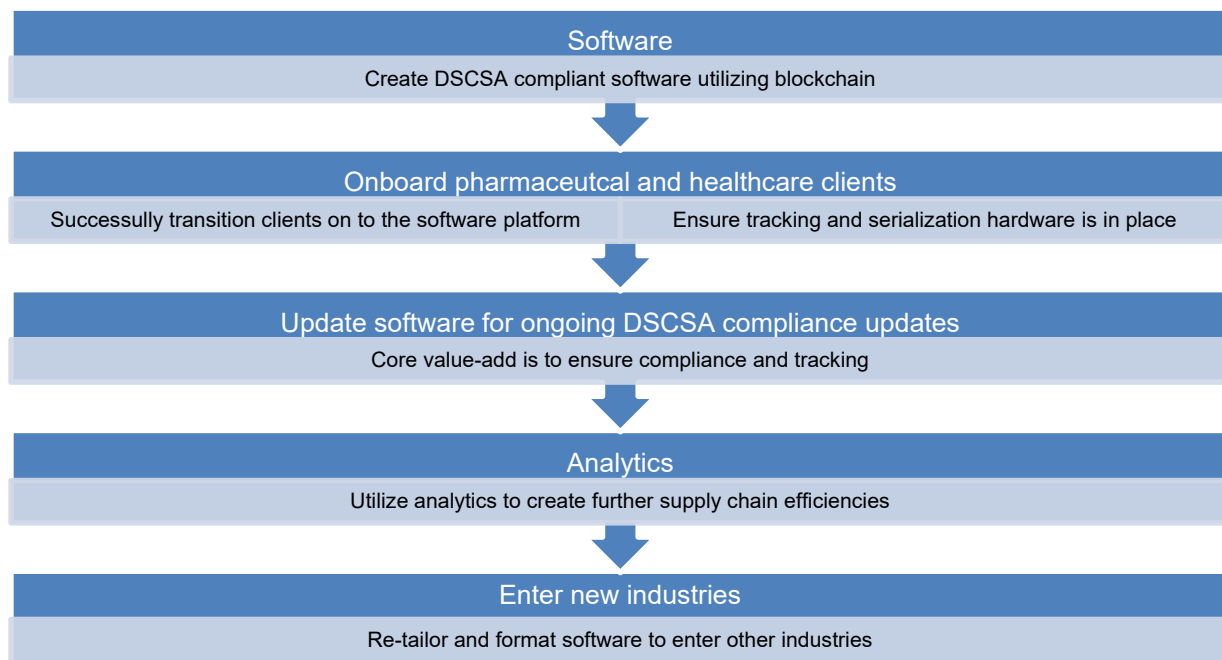 Software
Create DSCSA compliant software utilizing blockchain
Onboard pharmaceutcal and healthcare clients
Successully transition clients on to the software platform
Ensure tracking and serialization hardware is in place
Update software for ongoing DSCSA compliance updates
Core value-add is to ensure compliance and tracking
Analytics
Utilize analytics to create further supply chain efficiencies
Enter new industries
Re-tailor and format software to enter other industries